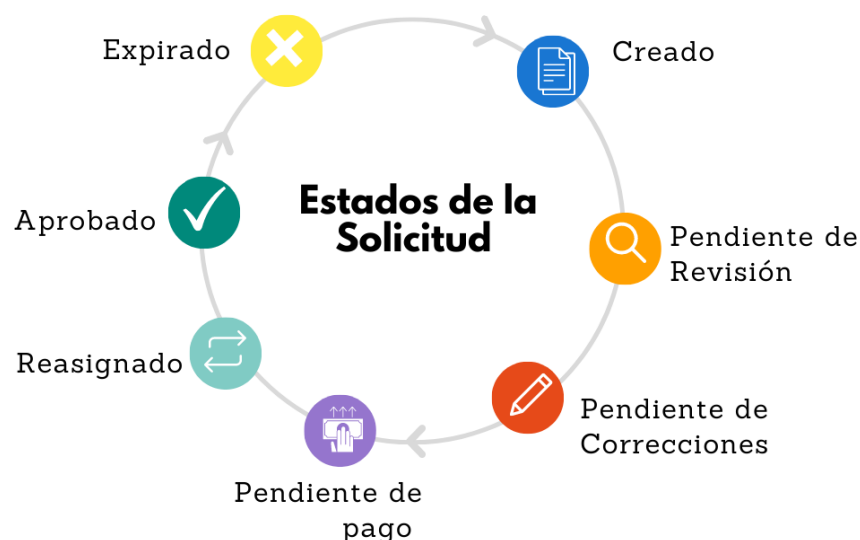 Estados de la
Solicitud
Creado
Pendiente de
Revisión
Pendiente de
Correcciones
Pendiente de
pago
Reasignado
Aprobado
Expirado